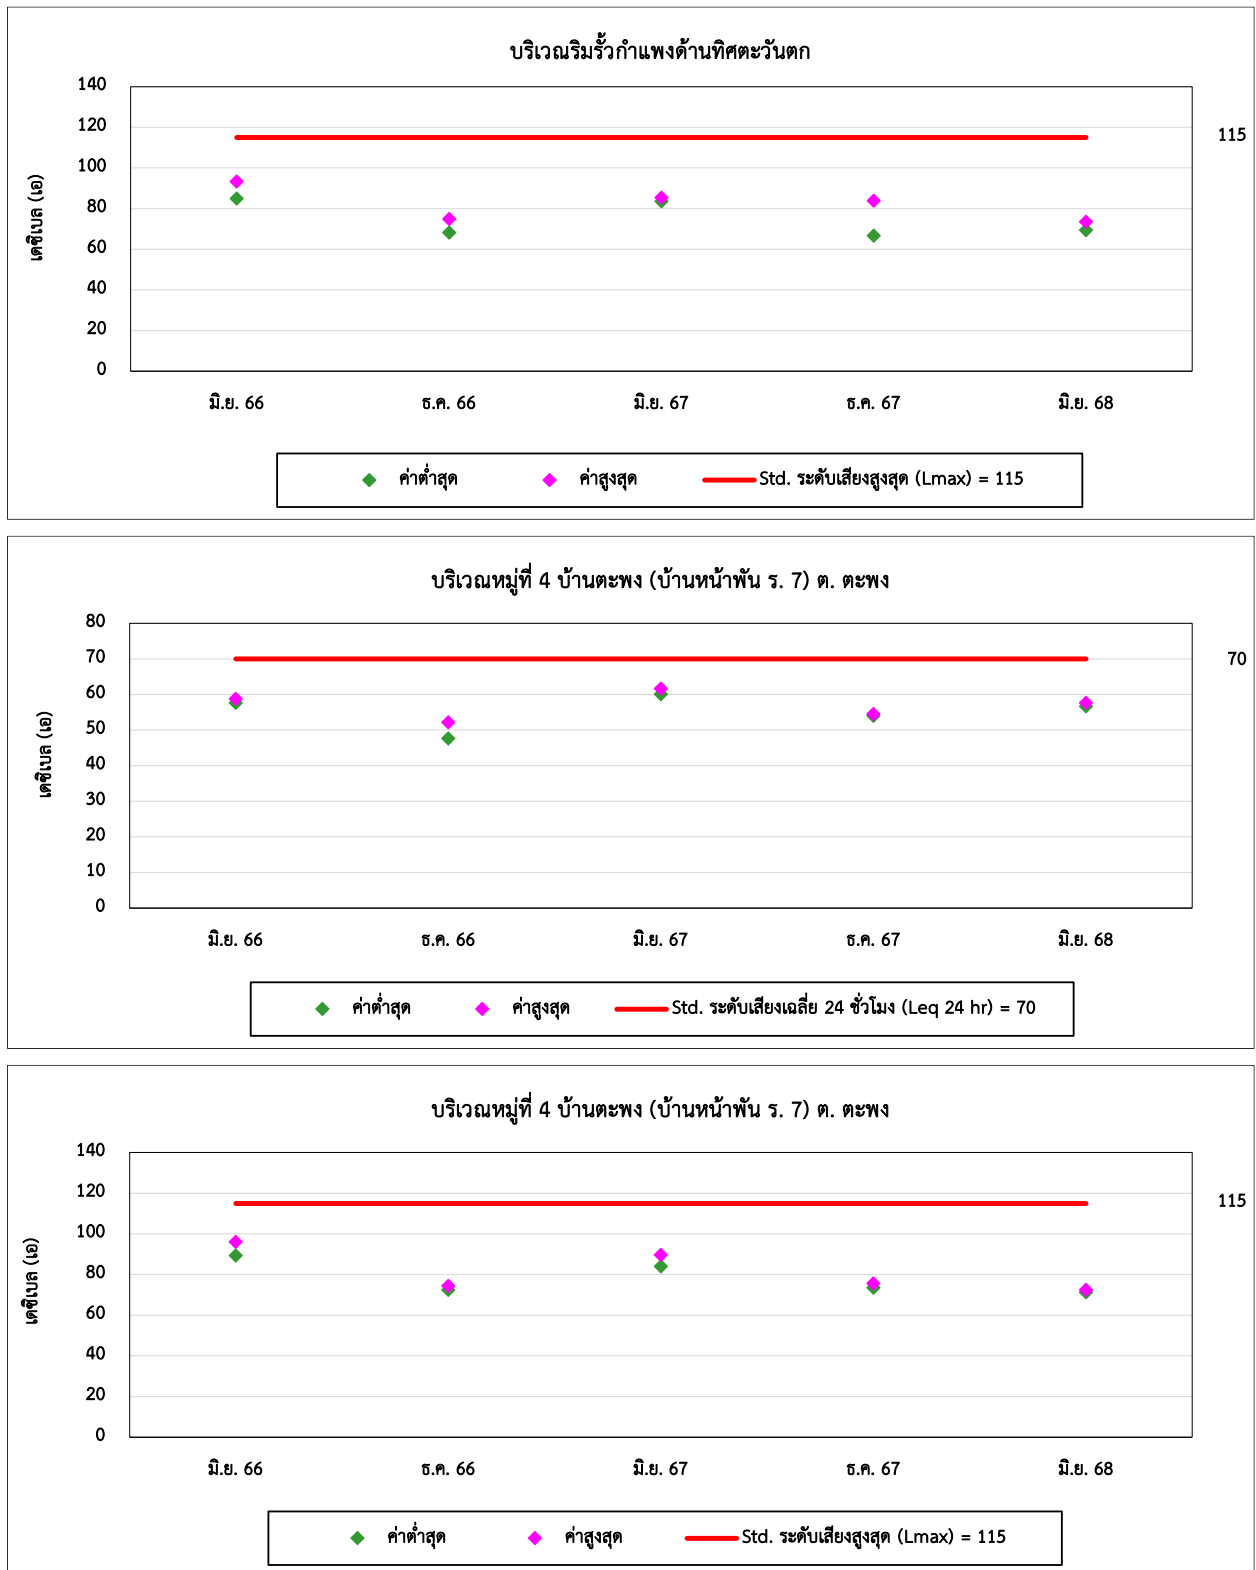 บริเวณริมรั้วกำแพงด้านทิศตะวันตก
140
120
115
100
80
60
40
20
0
เดซิเบล (เอ)
มิ.ย. 66 ธ.ค. 66 มิ.ย. 67 ธ.ค. 67 มิ.ย. 68
ค่าต่ำสุด ค่าสูงสุด Std. ระดับเสียงสูงสุด (Lmax) = 115
บริเวณหมู่ที่ 4 บ้านตะพง (บ้านหน้าพัน ร. 7) ต. ตะพง
80
70
70
60
50
40
30
20
10
0
เดซิเบล (เอ)
มิ.ย. 66 ธ.ค. 66 มิ.ย. 67 ธ.ค. 67 มิ.ย. 68
ค่าต่ำสุด ค่าสูงสุด Std. ระดับเสียงเฉลี่ย 24 ชั่วโมง (Leq 24 hr) = 70
บริเวณหมู่ที่ 4 บ้านตะพง (บ้านหน้าพัน ร. 7) ต. ตะพง
140
120
115
100
80
60
40
20
0
เดซิเบล (เอ)
มิ.ย. 66 ธ.ค. 66 มิ.ย. 67 ธ.ค. 67 มิ.ย. 68
ค่าต่ำสุด ค่าสูงสุด Std. ระดับเสียงสูงสุด (Lmax) = 115